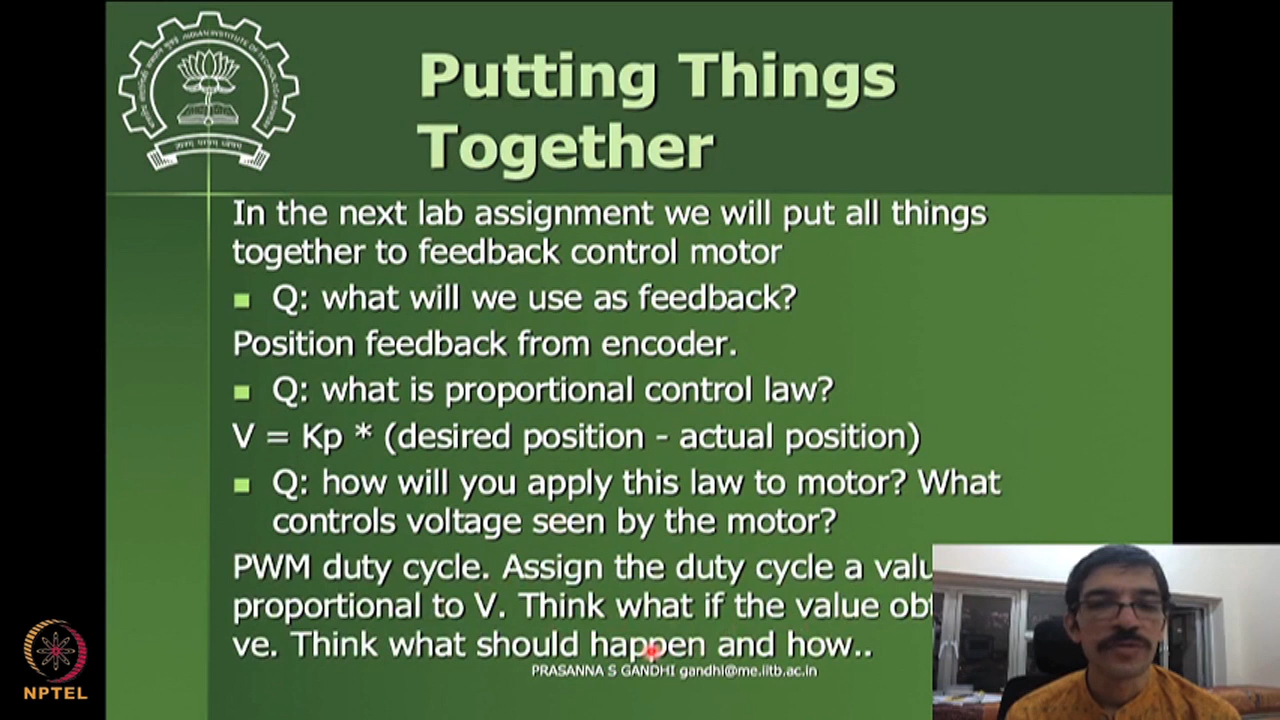 Putting Things
Together
In the next lab assignment we will put all things
together to feedback control motor
Q: what will we use as feedback?
Position feedback from encoder.
Q: what is proportional control law?
V = Kp * (desired position - actual position)
Q: how will you apply this law to motor? What
controls voltage seen by the motor?
PWM duty cycle. Assign the duty cycle a valu
proportional to V. Think what if the value ob
ve. Think what should happen and how..
PRASANNA S GANDHI gandhi@me.iitb.ac.in
NPTEL